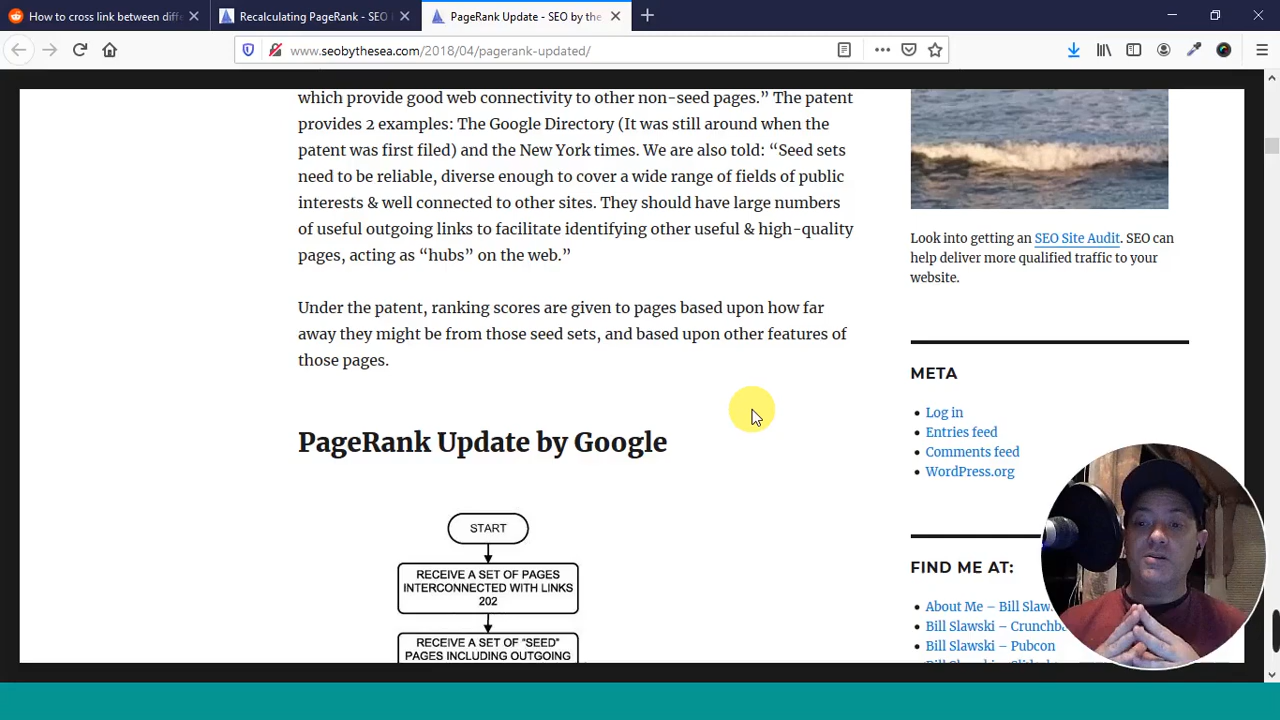 How to cross link between diffe
Recalculating PageRank - SEO
PageRank Update - SEO by the
www.seobythesea.com/2018/04/pagerank-updated/
which provide good web connectivity to other non-seed pages.” The patent
provides 2 examples: The Google Directory (It was still around when the
patent was first filed) and the New York times. We are also told: “Seed sets
need to be reliable, diverse enough to cover a wide range of fields of public
interests & well connected to other sites. They should have large numbers
of useful outgoing links to facilitate identifying other useful & high-quality
pages, acting as “hubs” on the web.”
Under the patent, ranking scores are given to pages based upon how far
away they might be from those seed sets, and based upon other features of
those pages.
PageRank Update by Google
START
RECEIVE A SET OF PAGES
INTERCONNECTED WITH LINKS
202
RECEIVE A SET OF “SEED”
PAGES INCLUDING OUTGOING
Look into getting an SEO Site Audit. SEO can
help deliver more qualified traffic to your
website.
META
Log in
Entries feed
Comments feed
WordPress.org
FIND ME AT:
About Me – Bill Slaw
Bill Slawski – Crunchba
Bill Slawski – Pubcon